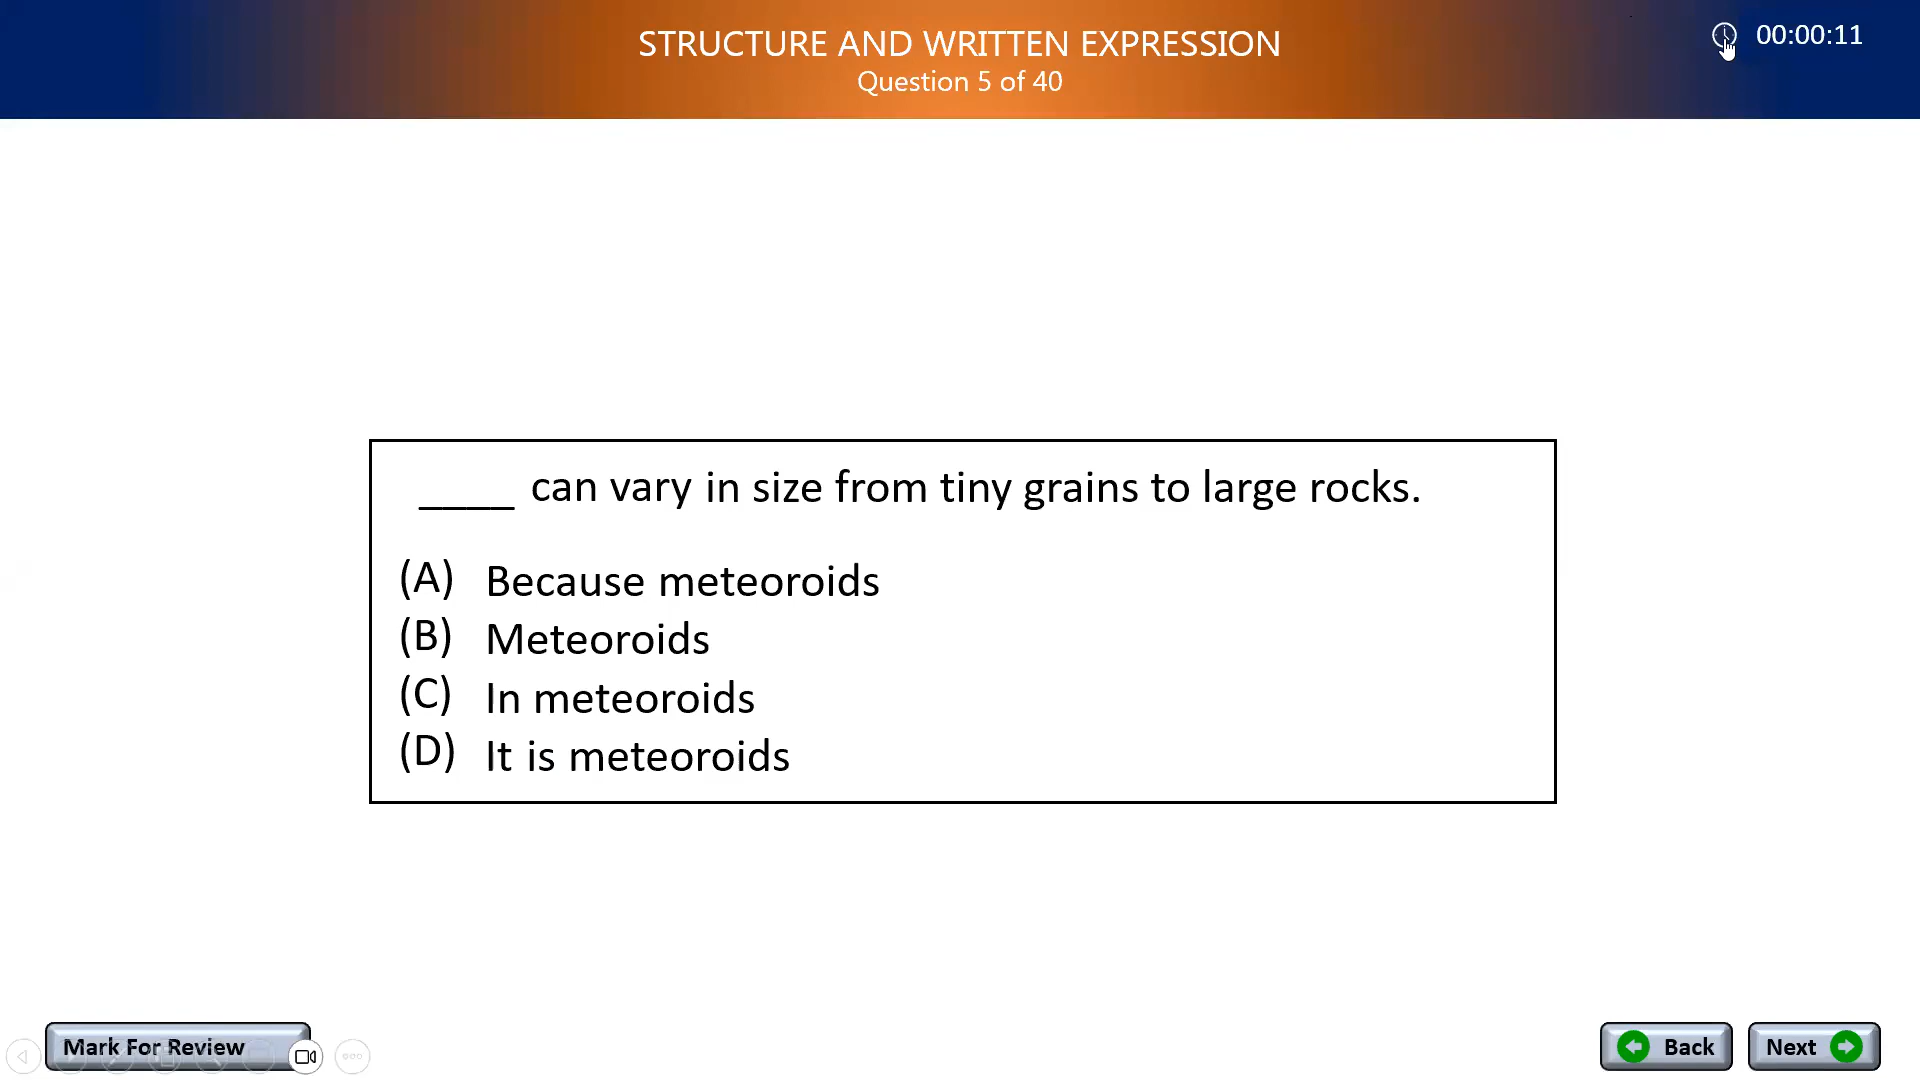 STRUCTURE AND WRITTEN EXPRESSION
Question 5 of 40
00:00:11
____ can vary in size from tiny grains to large rocks.
(A) Because meteoroids
(B) Meteoroids
(C) In meteoroids
(D) It is meteoroids
Mark For Review
Back
Next